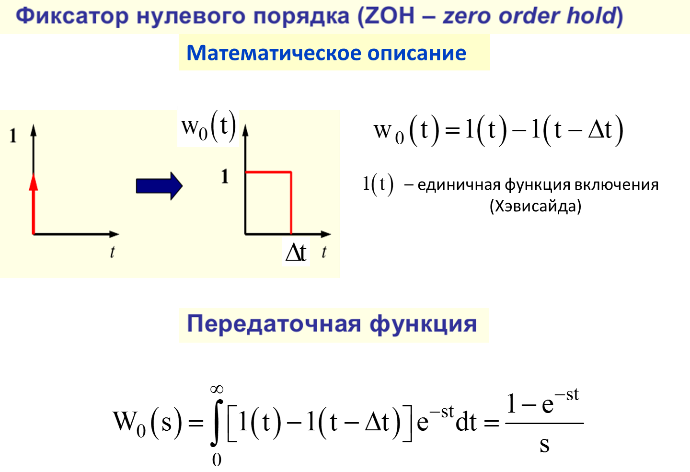 Фиксатор нулевого порядка (ZOH – zero order hold)
Математическое описание
1
t
w₀(t)
1
Δt
t
w₀(t)=1(t)−1(t−Δt)
1(t) – единичная функция включения
(Хэвисайда)
Передаточная функция
W₀(s)=∫₀^∞[1(t)−1(t−Δt)]e^{−st}dt=(1−e^{−st})/s